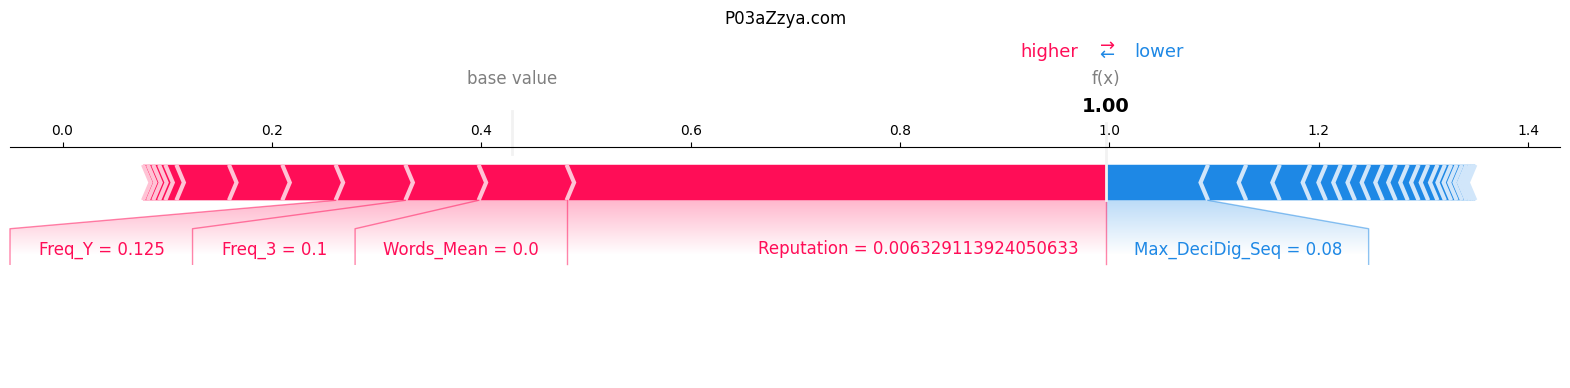 P03aZzya.com
higher ⇄ lower
base value f(x)
1.00
0.0 0.2 0.4 0.6 0.8 1.0 1.2 1.4
Freq_Y = 0.125 Freq_3 = 0.1 Words_Mean = 0.0 Reputation = 0.006329113924050633 Max_DeciDig_Seq = 0.08